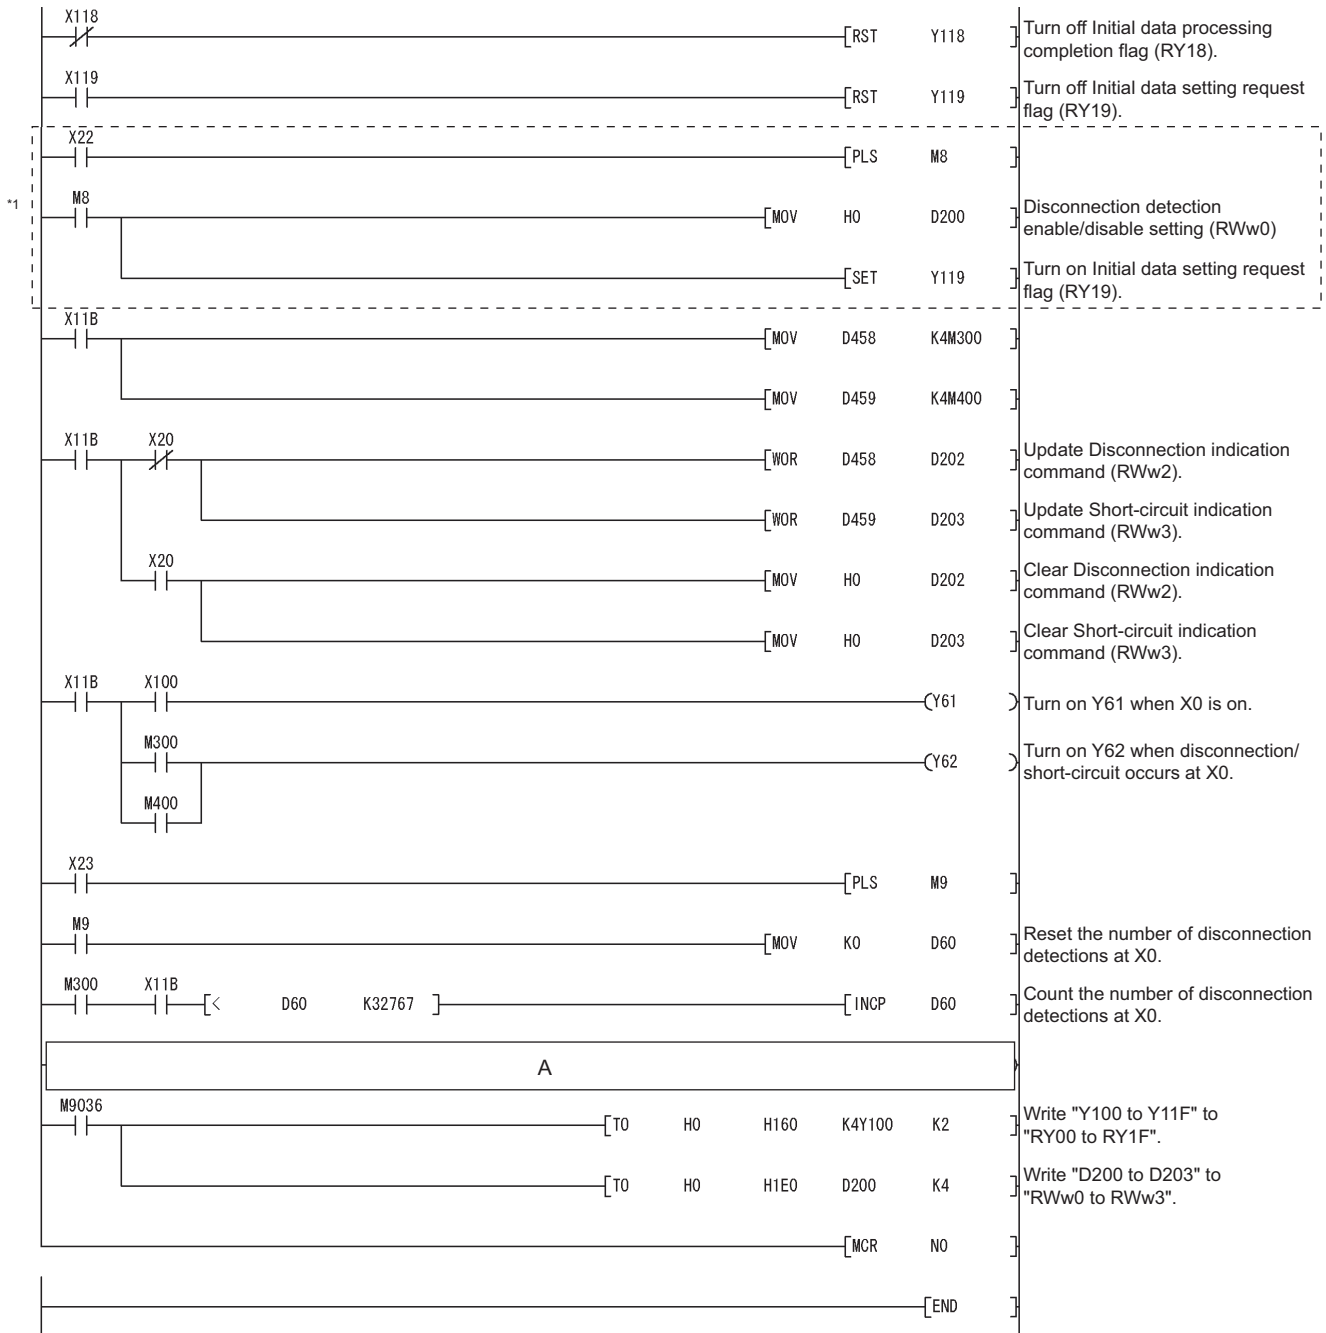 X118
[RST Y118]
Turn off Initial data processing
completion flag (RY18).
X119
[RST Y119]
Turn off Initial data setting request
flag (RY19).
X22
[PLS M8]
*1
M8
[MOV H0 D200]
Disconnection detection
enable/disable setting (RWw0)
[SET Y119]
Turn on Initial data setting request
flag (RY19).
X11B
[MOV D458 K4M300]
[MOV D459 K4M400]
X11B X20
[WOR D458 D202]
Update Disconnection indication
command (RWw2).
[WOR D459 D203]
Update Short-circuit indication
command (RWw3).
X20
[MOV H0 D202]
Clear Disconnection indication
command (RWw2).
[MOV H0 D203]
Clear Short-circuit indication
command (RWw3).
X11B X100
(Y61)
Turn on Y61 when X0 is on.
M300
(Y62)
Turn on Y62 when disconnection/
short-circuit occurs at X0.
M400
X23
[PLS M9]
M9
[MOV K0 D60]
Reset the number of disconnection
detections at X0.
M300 X11B
[< D60 K32767]
[INCP D60]
Count the number of disconnection
detections at X0.
A
M9036
[TO H0 H160 K4Y100 K2]
Write "Y100 to Y11F" to
"RY00 to RY1F".
[TO H0 H1E0 D200 K4]
Write "D200 to D203" to
"RWw0 to RWw3".
[MCR N0]
[END]